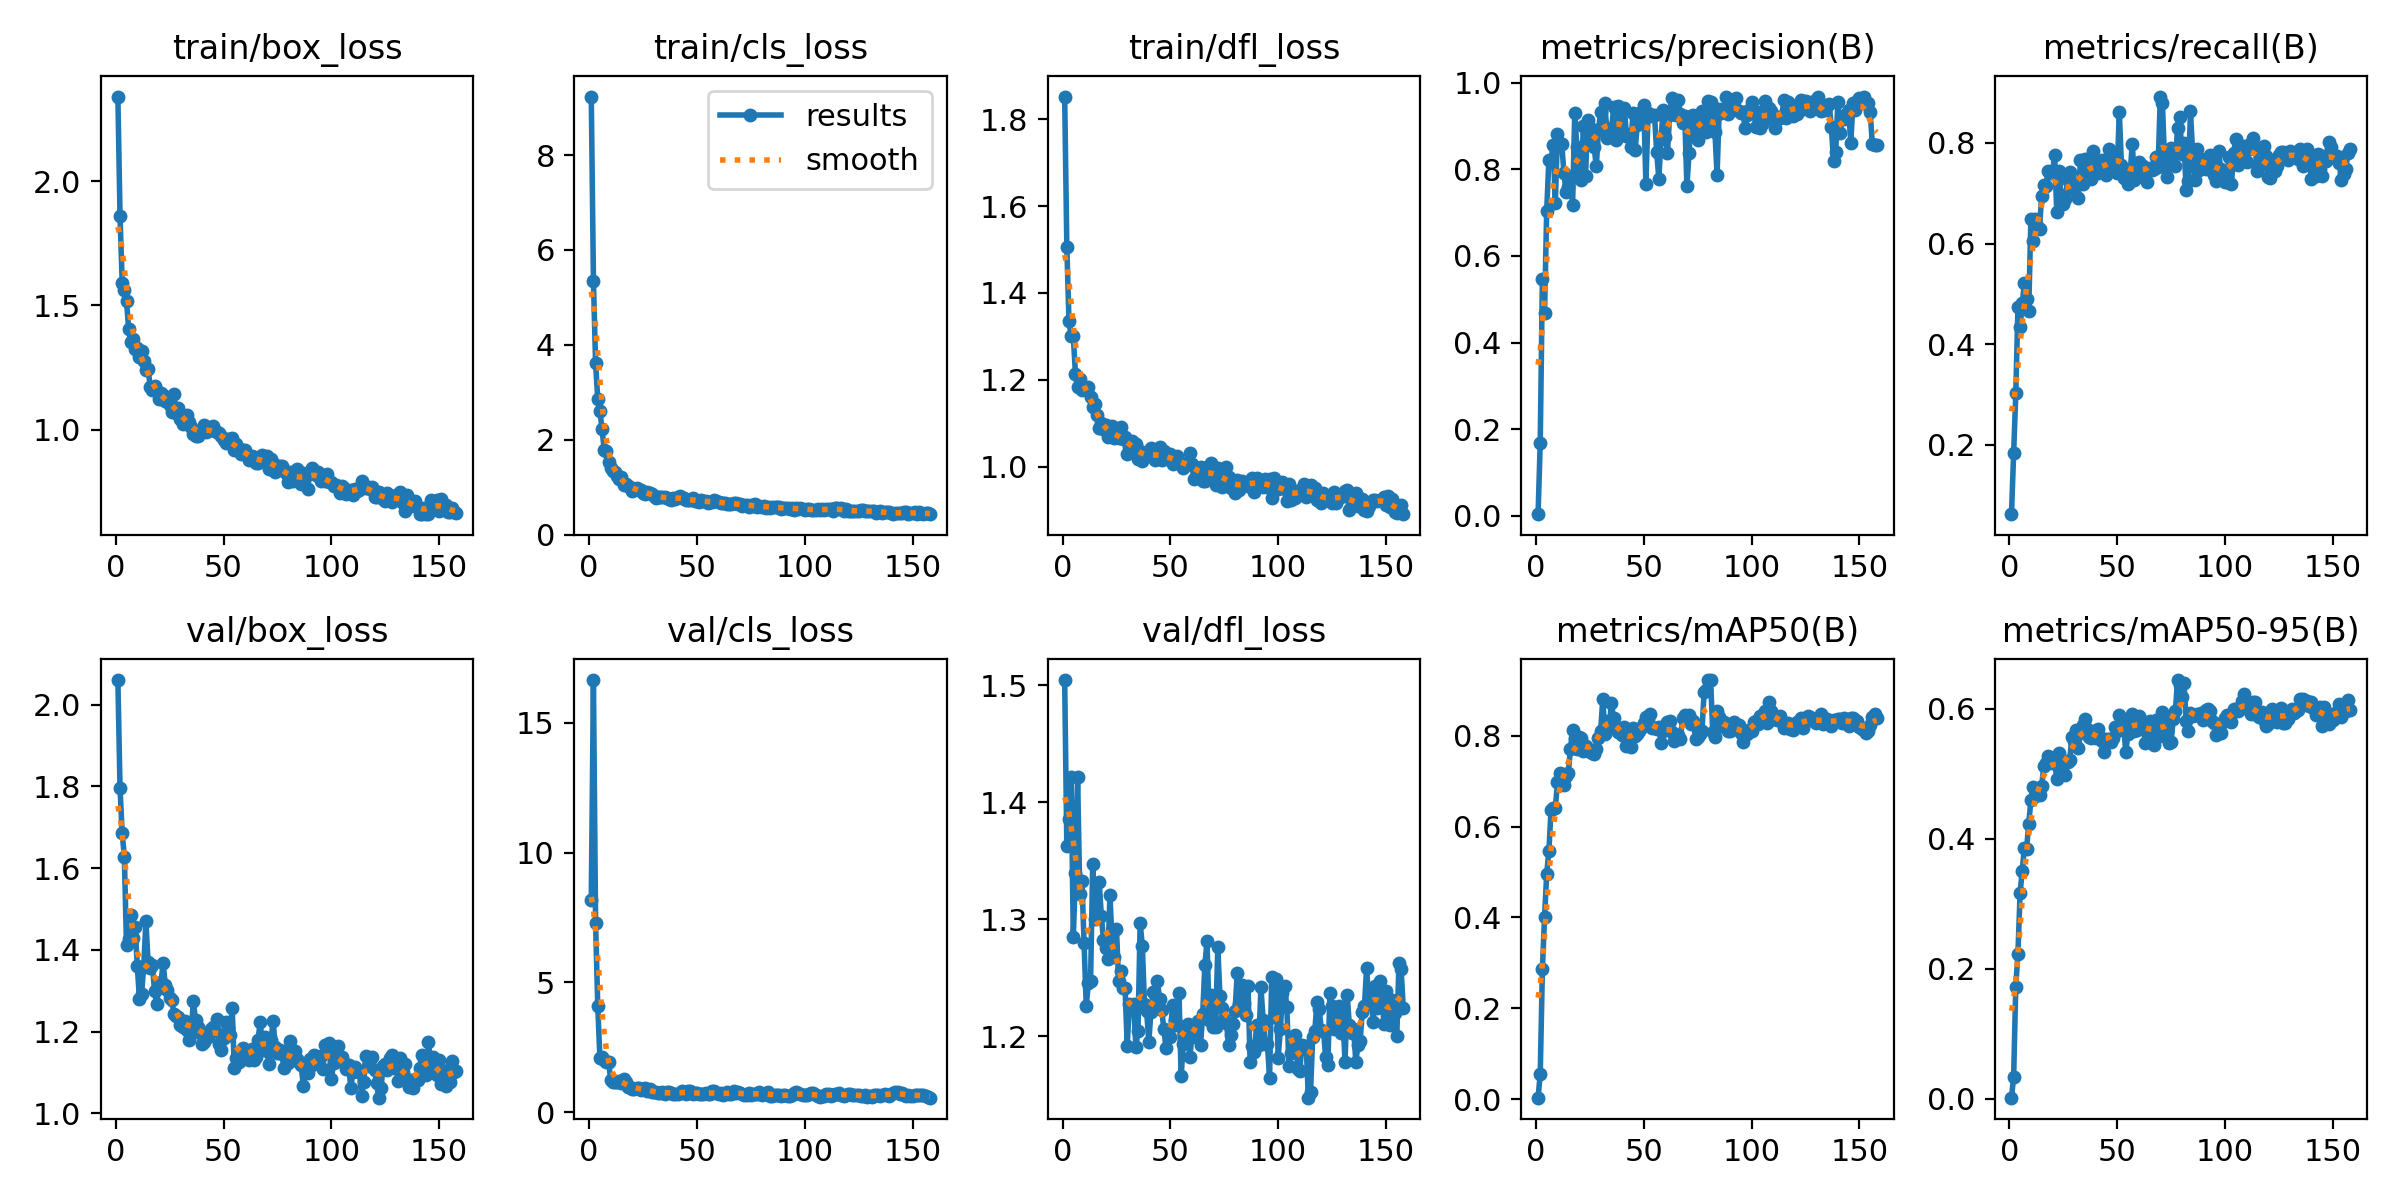 train/box_loss
2.0
1.5
1.0
0 50 100 150
train/cls_loss
results
smooth
8
6
4
2
0
0 50 100 150
train/dfl_loss
1.8
1.6
1.4
1.2
1.0
0 50 100 150
metrics/precision(B)
1.0
0.8
0.6
0.4
0.2
0.0
0 50 100 150
metrics/recall(B)
0.8
0.6
0.4
0.2
0 50 100 150
val/box_loss
2.0
1.8
1.6
1.4
1.2
1.0
0 50 100 150
val/cls_loss
15
10
5
0
0 50 100 150
val/dfl_loss
1.5
1.4
1.3
1.2
0 50 100 150
metrics/mAP50(B)
0.8
0.6
0.4
0.2
0.0
0 50 100 150
metrics/mAP50-95(B)
0.6
0.4
0.2
0.0
0 50 100 150